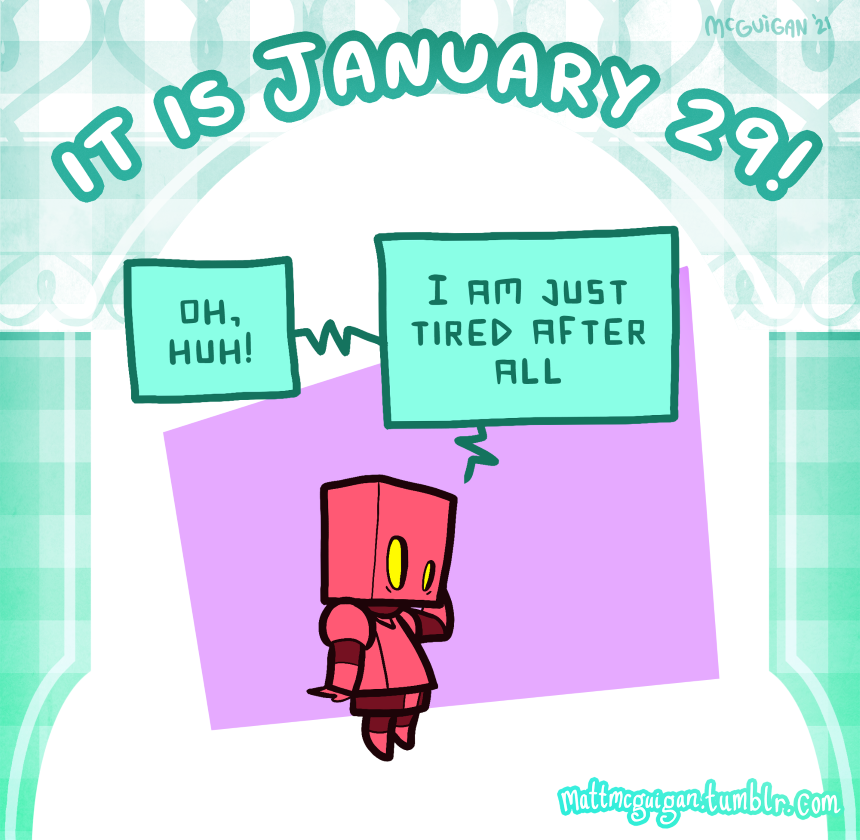 McGUIGAN '21
IT IS JANUARY 29!
OH,
HUH!
I AM JUST
TIRED AFTER
ALL
mattmcguigan.tumblr.com